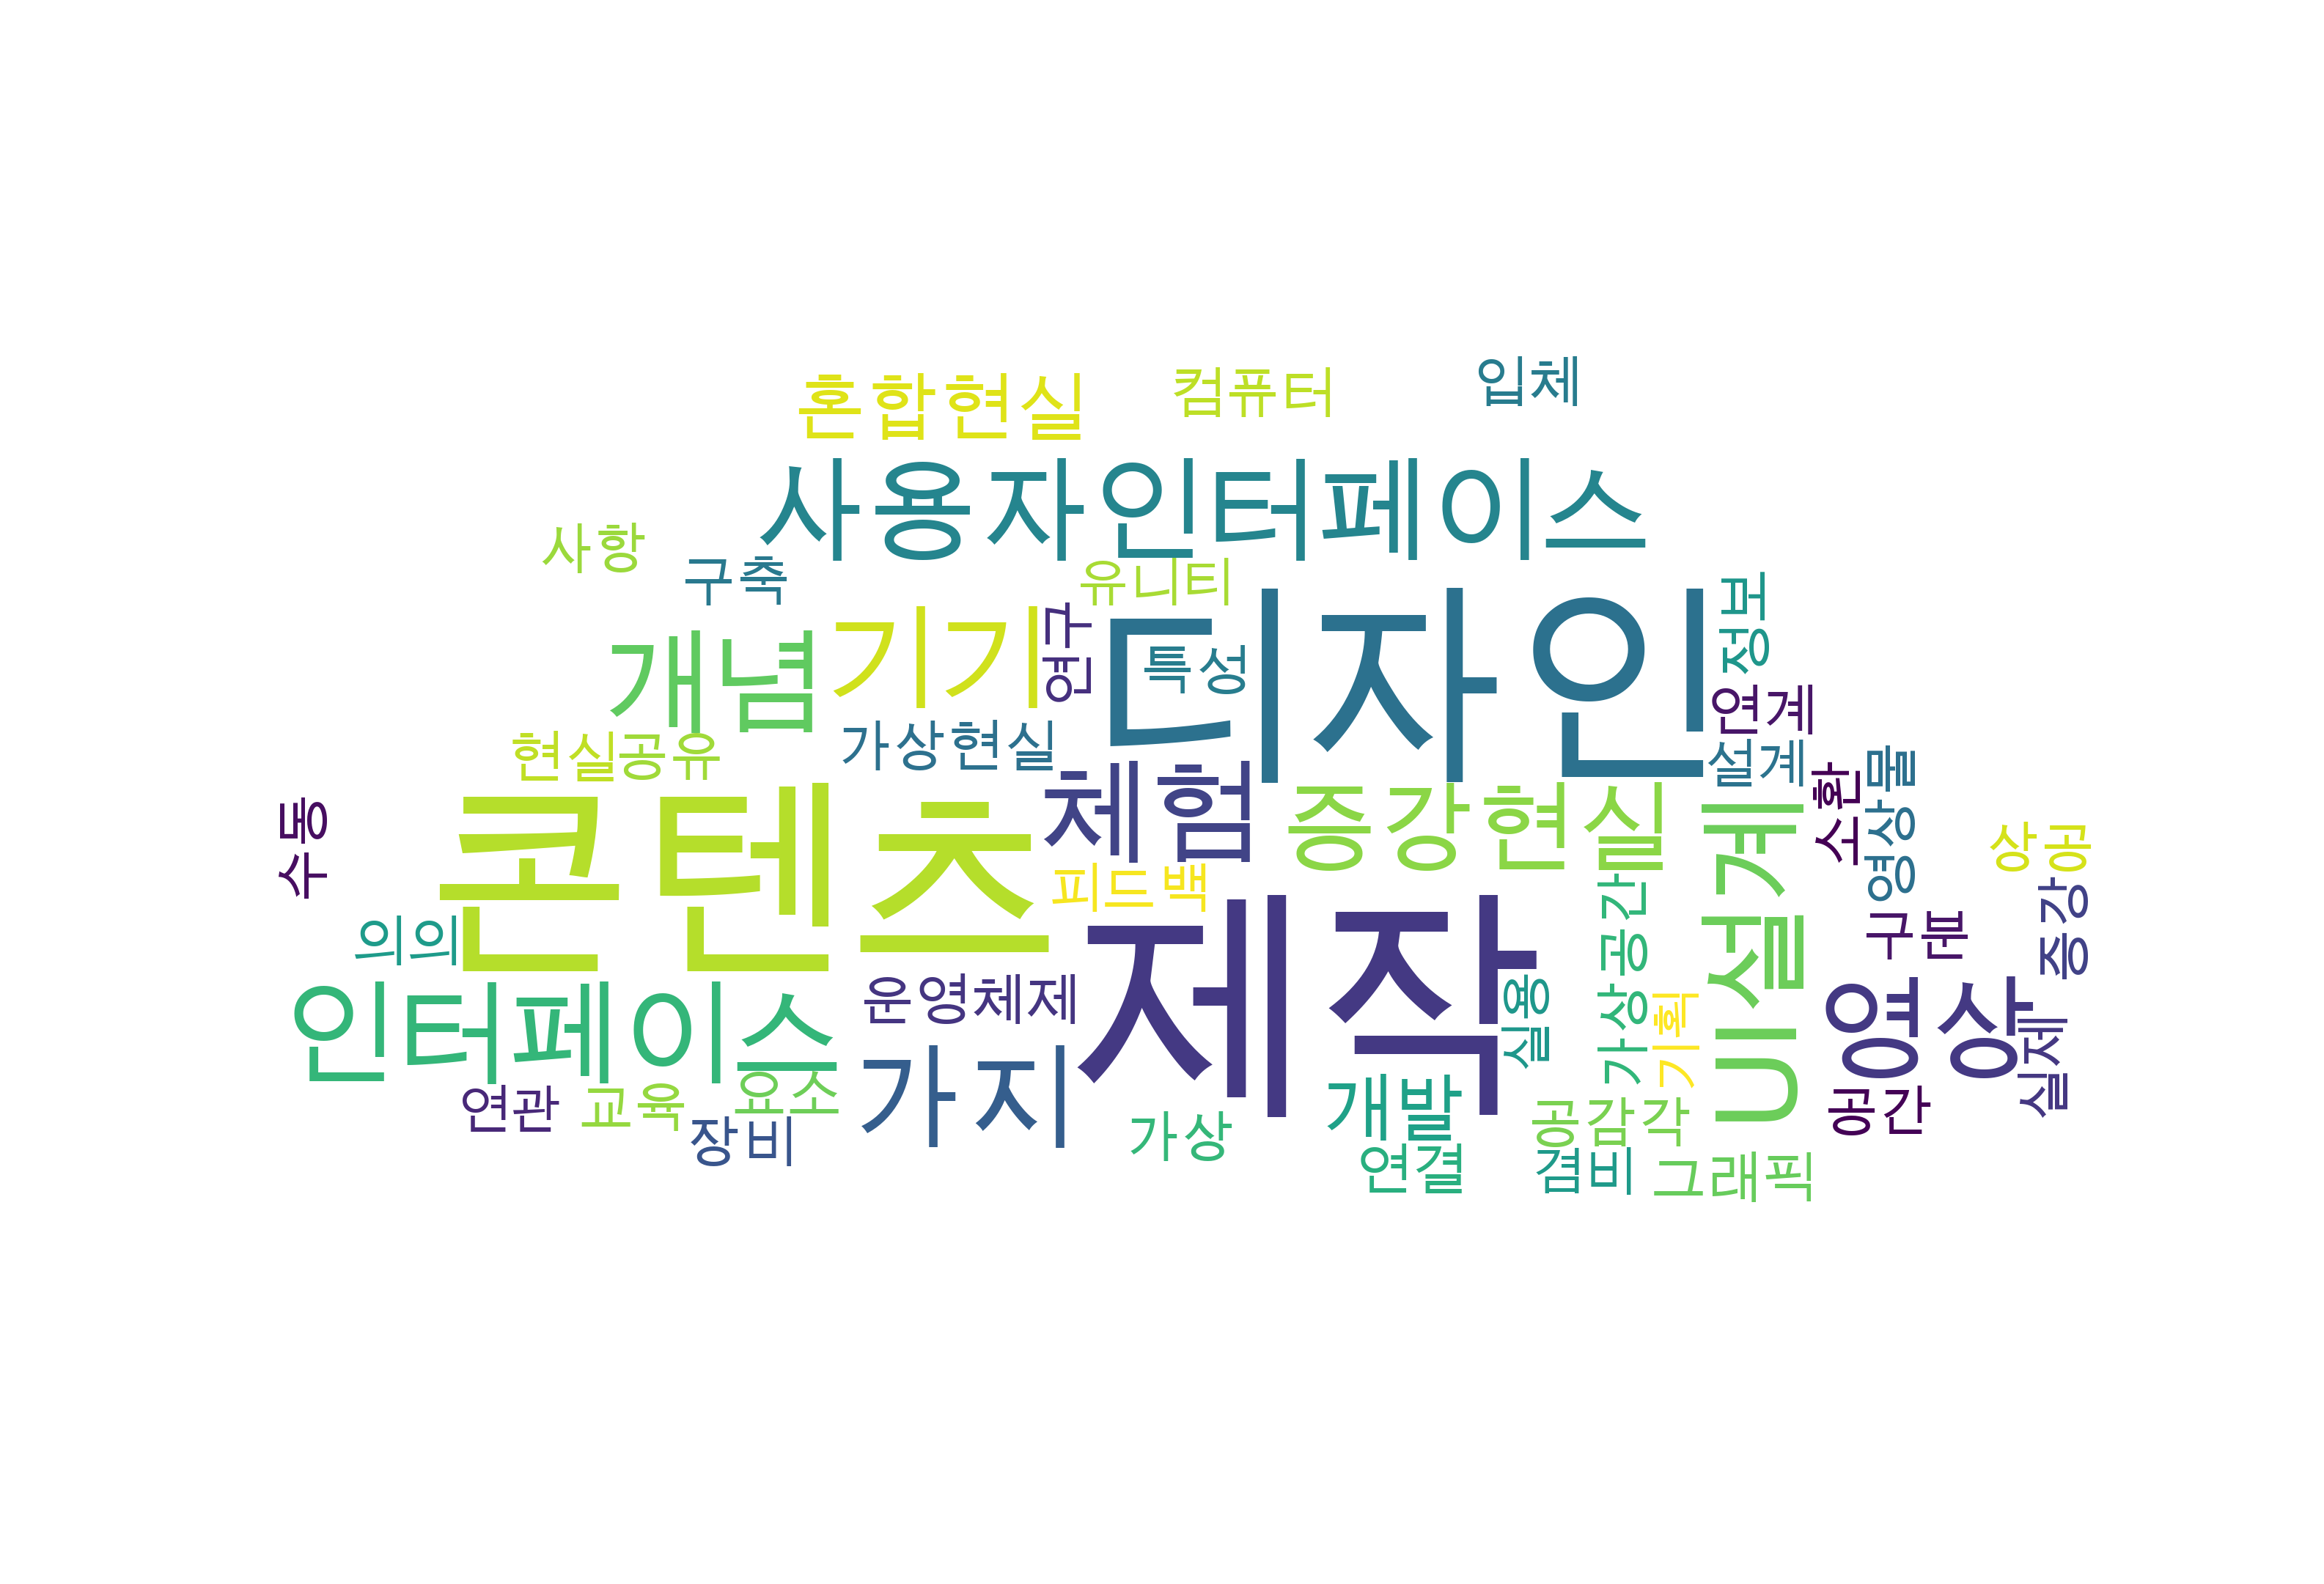 입체
컴퓨터
혼합현실
사용자인터페이스
사항
구축
유니티
정보
디자인
기기
연구
개념
특성
연계
가상현실
현실공유
설계
체험
소환
영상물
증강현실
수동
콘텐츠
상공
피드백
UI설계
가상공간
증강
구분
의의
제작
운영체제
영상
실용
인터페이스
기획
실제
가지
요소
교육
연관
개발
공간
공감각
가상
장비
연결
겸비
그래픽